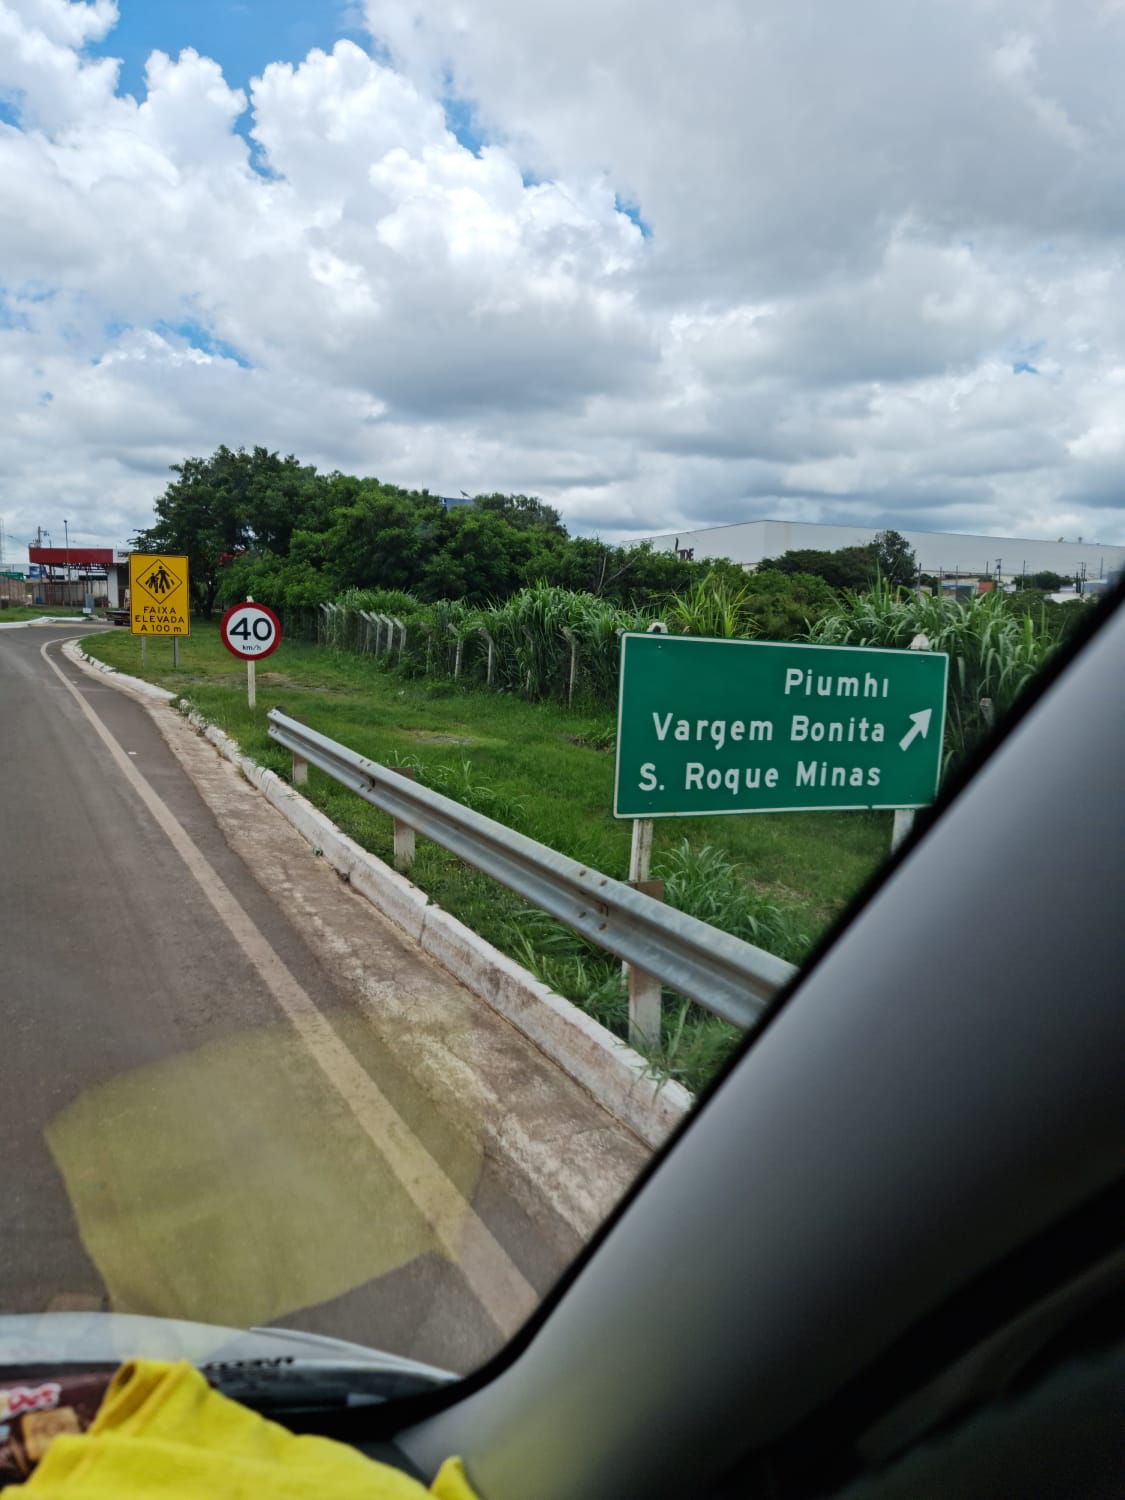 FAIXA
ELEVADA
A 100 m
40
km/h
Piumhi
Vargem Bonita
S. Roque Minas